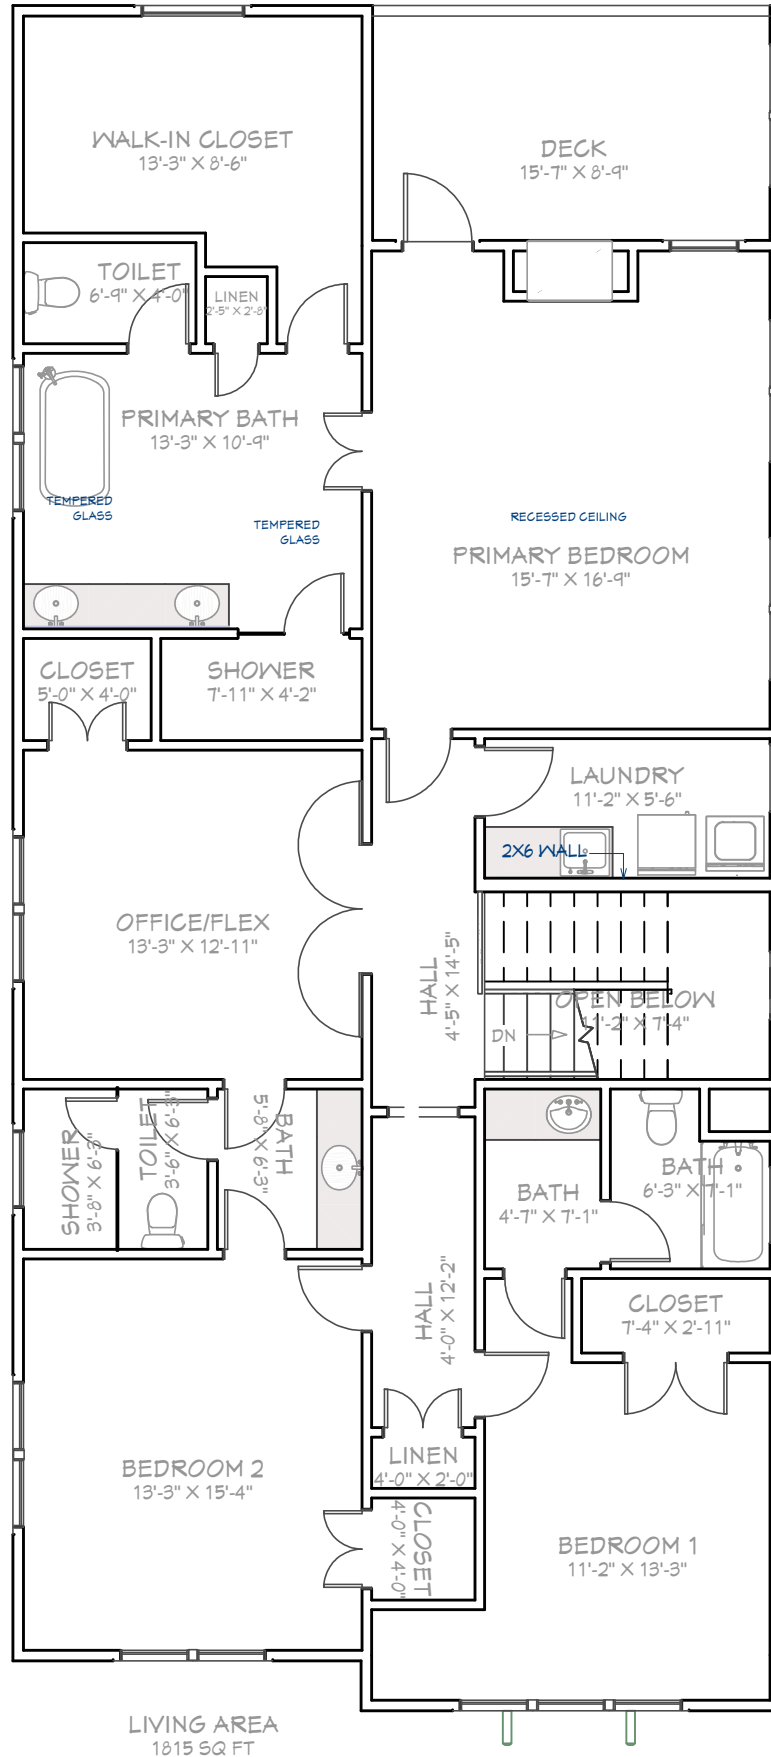 WALK-IN CLOSET
13'-3" X 8'-6"
DECK
15'-7" X 8'-9"
TOILET
6'-9" X 4'-0"
LINEN
2'-5" X 2'-8"
PRIMARY BATH
13'-3" X 10'-9"
TEMPERED
GLASS
TEMPERED
GLASS
RECESSED CEILING
PRIMARY BEDROOM
15'-7" X 16'-9"
CLOSET
5'-0" X 4'-0"
SHOWER
7'-11" X 4'-2"
LAUNDRY
11'-2" X 5'-6"
2X6 WALL
OFFICE/FLEX
13'-3" X 12'-11"
HALL
4'-5" X 14'-5"
OPEN BELOW
11'-2" X 7'-4"
DN
SHOWER
3'-8" X 6'-3"
TOILET
3'-6" X 6'-3"
BATH
5'-8" X 6'-3"
BATH
4'-7" X 7'-1"
BATH
6'-3" X 7'-1"
HALL
4'-0" X 12'-2"
CLOSET
7'-4" X 2'-11"
LINEN
4'-0" X 2'-0"
BEDROOM 2
13'-3" X 15'-4"
CLOSET
4'-0" X 4'-0"
BEDROOM 1
11'-2" X 13'-3"
LIVING AREA
1815 SQ FT